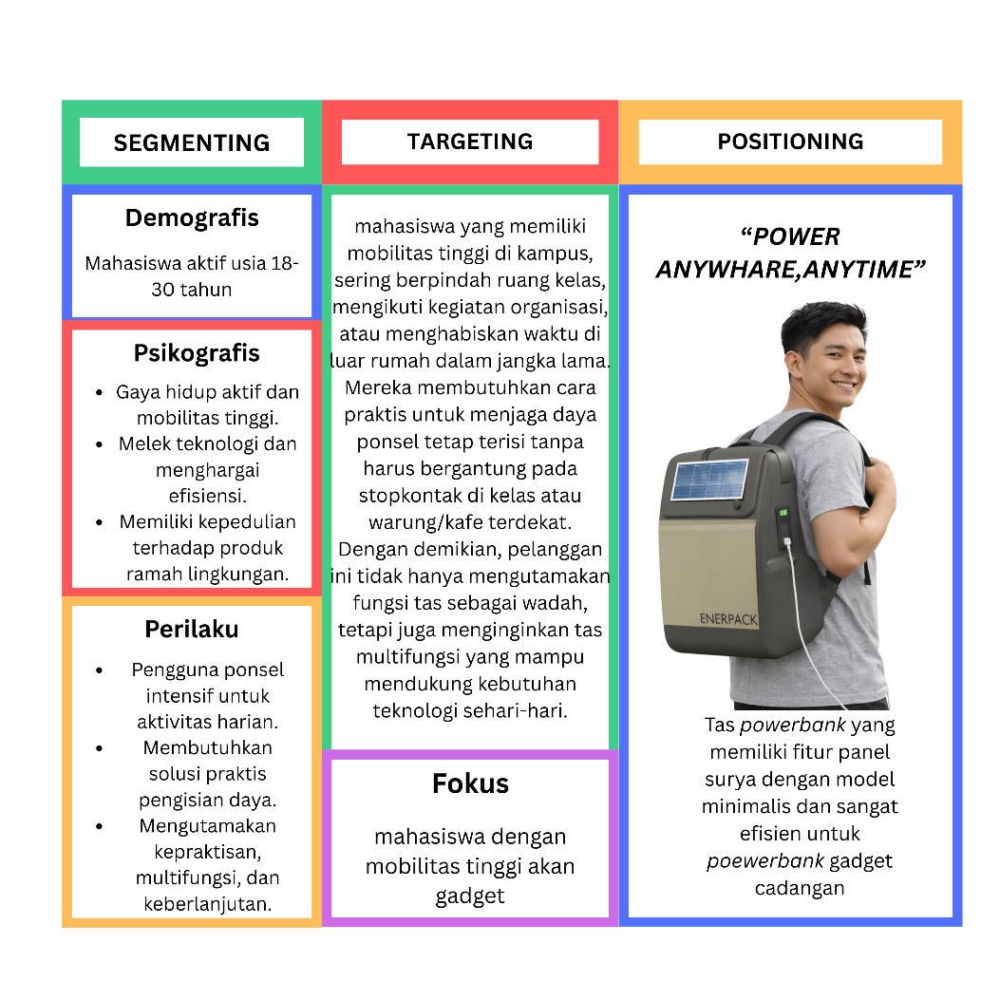 SEGMENTING
Demografis
Mahasiswa aktif usia 18-
30 tahun
Psikografis
• Gaya hidup aktif dan
mobilitas tinggi.
• Melek teknologi dan
menghargai
efisiensi.
• Memiliki kepedulian
terhadap produk
ramah lingkungan.
Perilaku
• Pengguna ponsel
intensif untuk
aktivitas harian.
• Membutuhkan
solusi praktis
pengisian daya.
• Mengutamakan
kepraktisan,
multifungsi, dan
keberlanjutan.
TARGETING
mahasiswa yang memiliki
mobilitas tinggi di kampus,
sering berpindah ruang kelas,
mengikuti kegiatan organisasi,
atau menghabiskan waktu di
luar rumah dalam jangka lama.
Mereka membutuhkan cara
praktis untuk menjaga daya
ponsel tetap terisi tanpa
harus bergantung pada
stopkontak di kelas atau
warung/kafe terdekat.
Dengan demikian, pelanggan
ini tidak hanya mengutamakan
fungsi tas sebagai wadah,
tetapi juga menginginkan tas
multifungsi yang mampu
mendukung kebutuhan
teknologi sehari-hari.
Fokus
mahasiswa dengan
mobilitas tinggi akan
gadget
POSITIONING
“POWER
ANYWHARE,ANYTIME”
ENERPACK
Tas powerbank yang
memiliki fitur panel
surya dengan model
minimalis dan sangat
efisien untuk
poewerbank gadget
cadangan